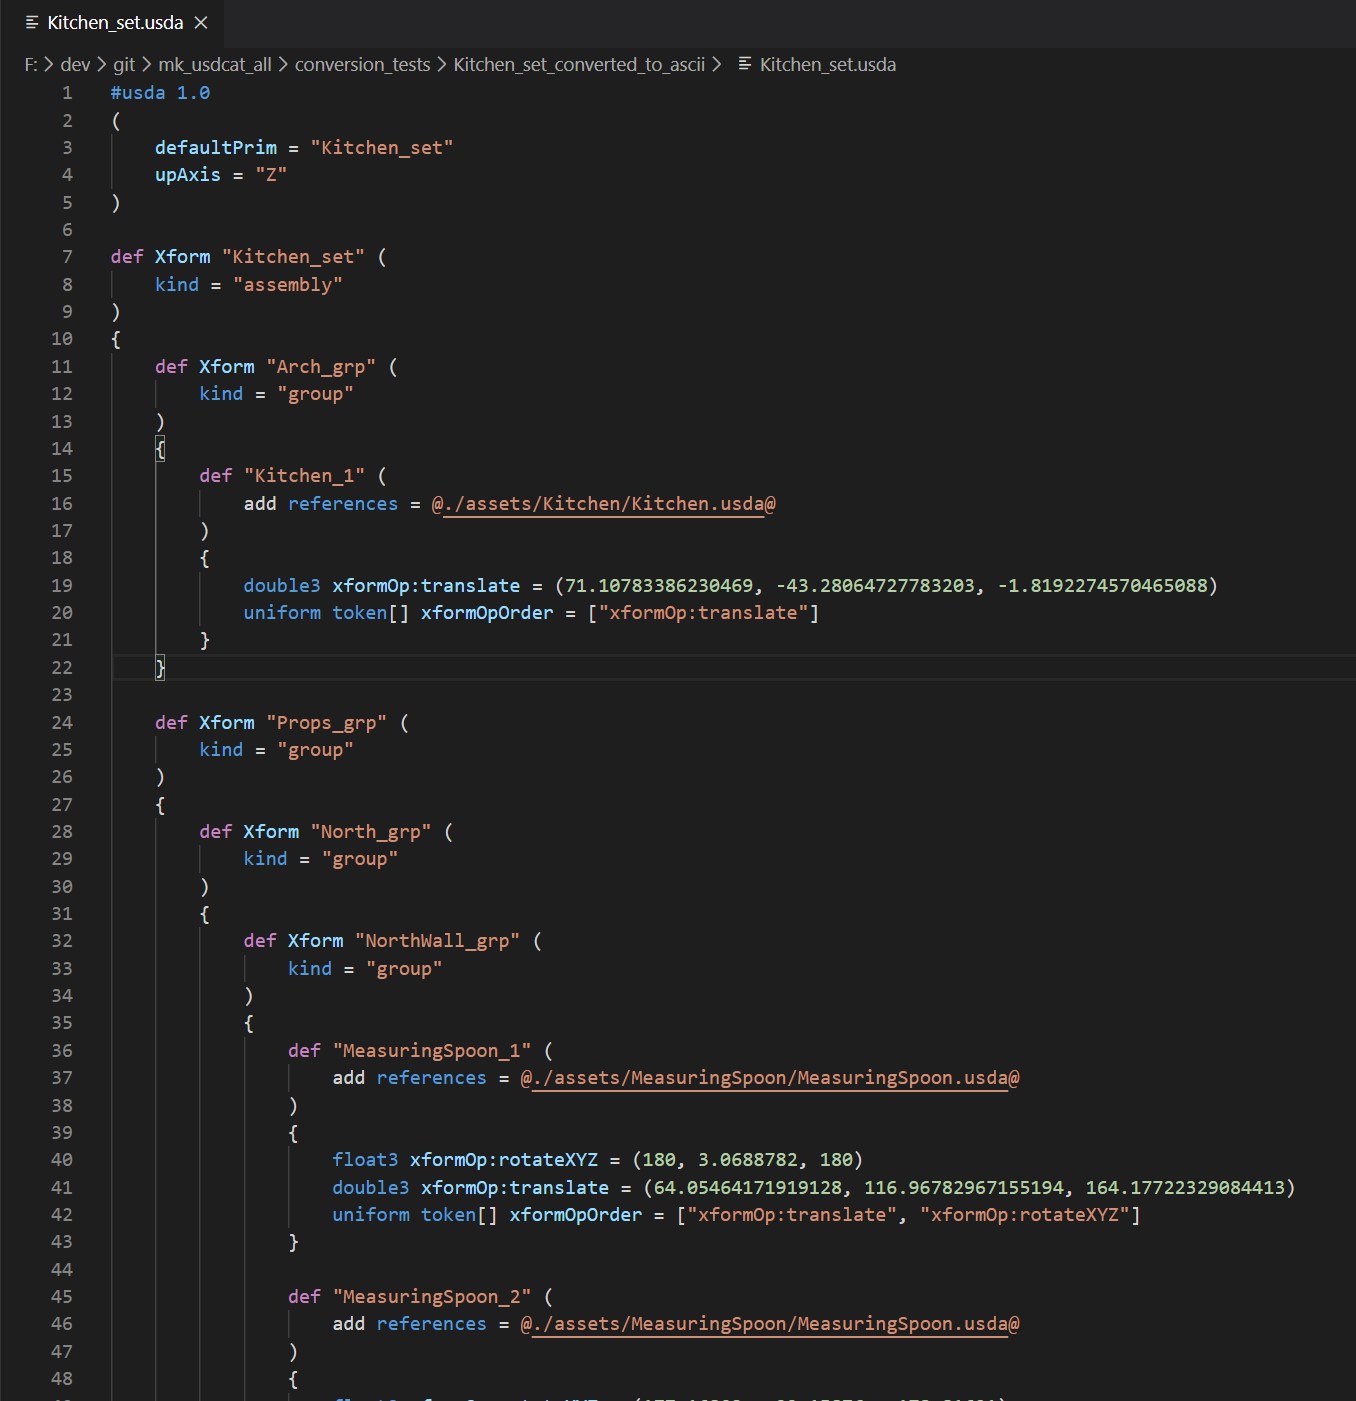 Kitchen_set.usda
F: > dev > git > mk_usdcat_all > conversion_tests > Kitchen_set_converted_to_ascii > Kitchen_set.usda
1 #usda 1.0
2 (
3     defaultPrim = "Kitchen_set"
4     upAxis = "Z"
5 )
6
7 def Xform "Kitchen_set" (
8     kind = "assembly"
9 )
10 {
11     def Xform "Arch_grp" (
12         kind = "group"
13     )
14     {
15         def "Kitchen_1" (
16             add references = @./assets/Kitchen/Kitchen.usda@
17         )
18         {
19             double3 xformOp:translate = (71.10783386230469, -43.28064727783203, -1.8192274570465088)
20             uniform token[] xformOpOrder = ["xformOp:translate"]
21         }
22     }
23
24     def Xform "Props_grp" (
25         kind = "group"
26     )
27     {
28         def Xform "North_grp" (
29             kind = "group"
30         )
31         {
32             def Xform "NorthWall_grp" (
33                 kind = "group"
34             )
35             {
36                 def "MeasuringSpoon_1" (
37                     add references = @./assets/MeasuringSpoon/MeasuringSpoon.usda@
38                 )
39                 {
40                     float3 xformOp:rotateXYZ = (180, 3.0688782, 180)
41                     double3 xformOp:translate = (64.05464171919128, 116.96782967155194, 164.17722329084413)
42                     uniform token[] xformOpOrder = ["xformOp:translate", "xformOp:rotateXYZ"]
43                 }
44
45                 def "MeasuringSpoon_2" (
46                     add references = @./assets/MeasuringSpoon/MeasuringSpoon.usda@
47                 )
48                 {